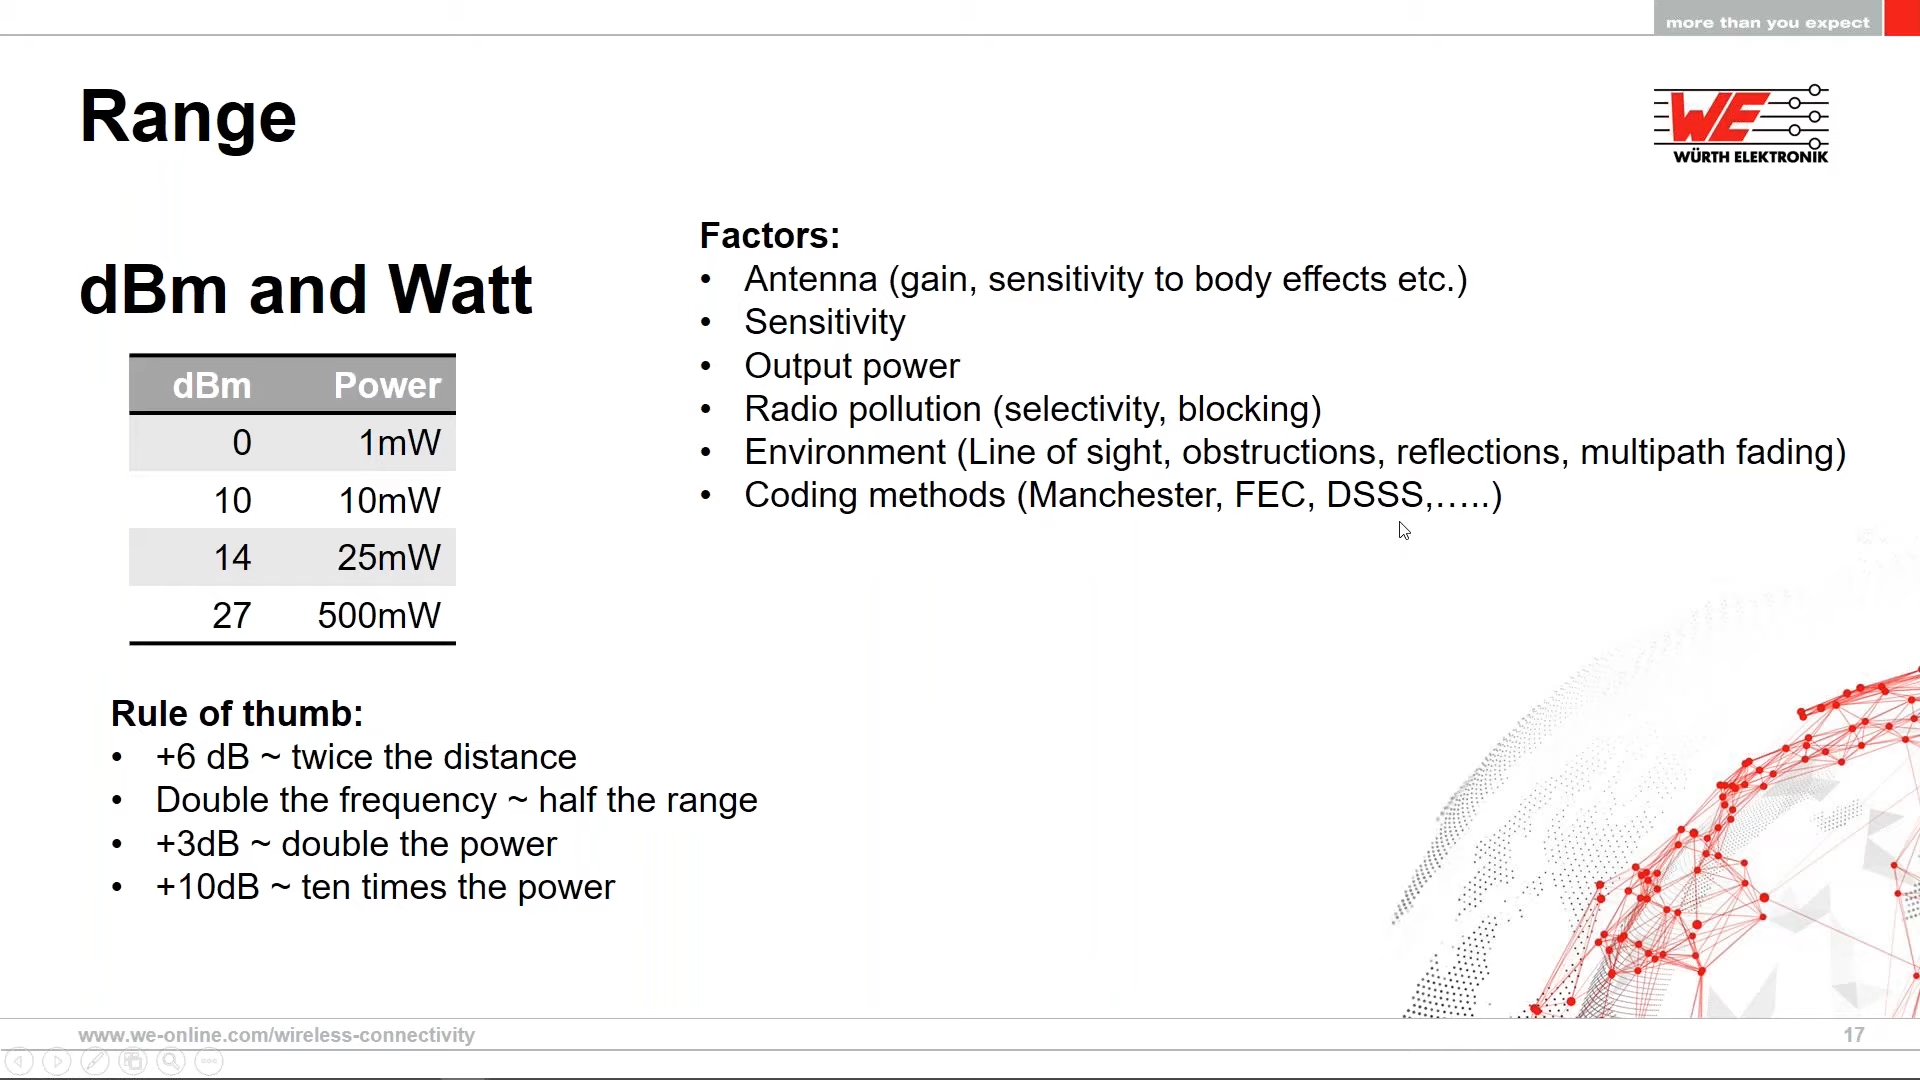 more than you expect
Range
WE
WÜRTH ELEKTRONIK
dBm and Watt
dBm Power
0 1mW
10 10mW
14 25mW
27 500mW
Rule of thumb:
• +6 dB ~ twice the distance
• Double the frequency ~ half the range
• +3dB ~ double the power
• +10dB ~ ten times the power
Factors:
• Antenna (gain, sensitivity to body effects etc.)
• Sensitivity
• Output power
• Radio pollution (selectivity, blocking)
• Environment (Line of sight, obstructions, reflections, multipath fading)
• Coding methods (Manchester, FEC, DSSS,…..)
www.we-online.com/wireless-connectivity
17